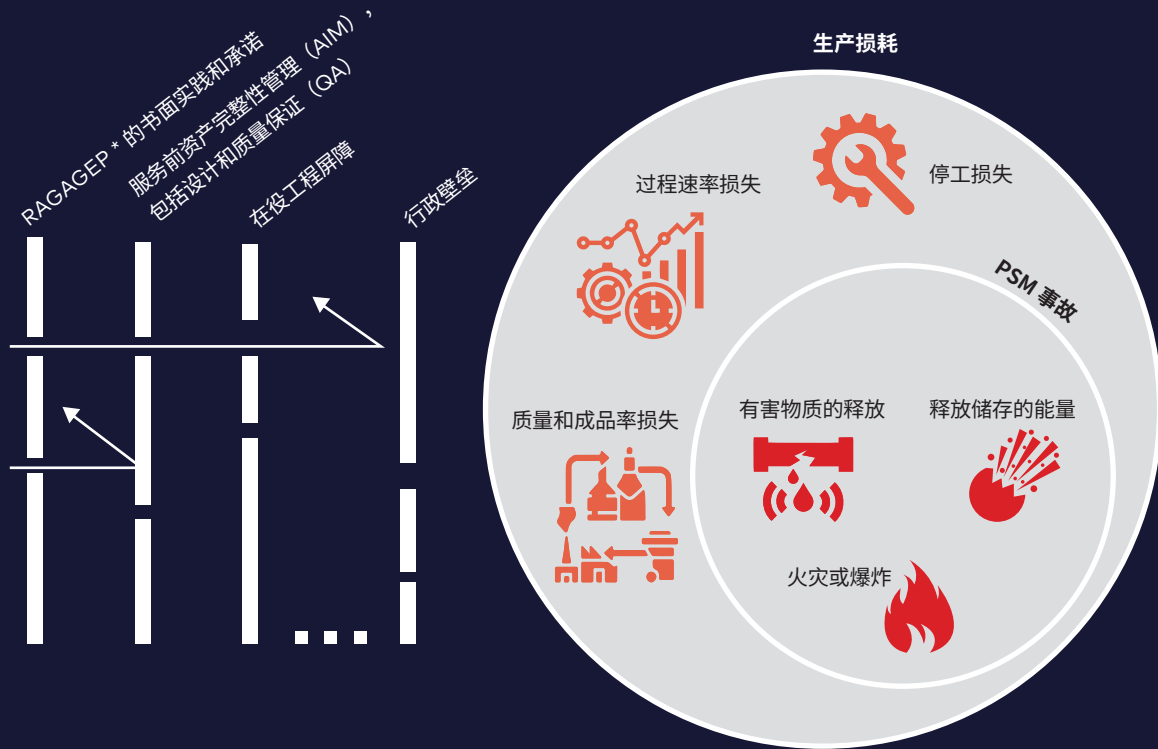 RAGAGEP * 的书面实践和承诺
服务前资产完整性管理（AIM），
包括设计和质量保证（QA）
在役工程屏障
行政壁垒
生产损耗
停工损失
过程速率损失
PSM 事故
质量和成品率损失
有害物质的释放
释放储存的能量
火灾或爆炸